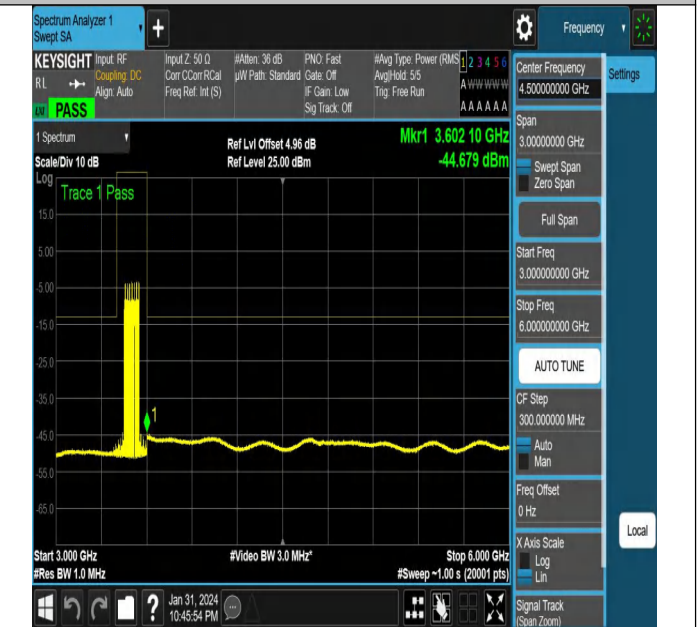 Spectrum Analyzer 1
Swept SA
+
Frequency
KEYSIGHT
RL
PASS
Input: RF
Coupling: DC
Align: Auto
Input Z: 50 Ω
Corr CCorr RCal
Freq Ref: Int (S)
#Atten: 36 dB
µW Path: Standard
PNO: Fast
Gate: Off
IF Gain: Low
Sig Track: Off
#Avg Type: Power (RMS
Avg|Hold: 5/5
Trig: Free Run
1 2 3 4 5 6
A W W W W W
A A A A A A
1 Spectrum
Scale/Div 10 dB
Ref Lvl Offset 4.96 dB
Ref Level 25.00 dBm
Mkr1 3.602 10 GHz
-44.679 dBm
Log
Trace 1 Pass
15.0
5.00
-5.00
-15.0
-25.0
-35.0
-45.0
-55.0
-65.0
1
Start 3.000 GHz
#Res BW 1.0 MHz
#Video BW 3.0 MHz*
Stop 6.000 GHz
#Sweep ~1.00 s (20001 pts)
Jan 31, 2024
10:45:54 PM
?
Center Frequency
4.500000000 GHz
Span
3.00000000 GHz
Swept Span
Zero Span
Full Span
Start Freq
3.000000000 GHz
Stop Freq
6.000000000 GHz
AUTO TUNE
CF Step
300.000000 MHz
Auto
Man
Freq Offset
0 Hz
X Axis Scale
Log
Lin
Signal Track
(Span Zoom)
Settings
Local